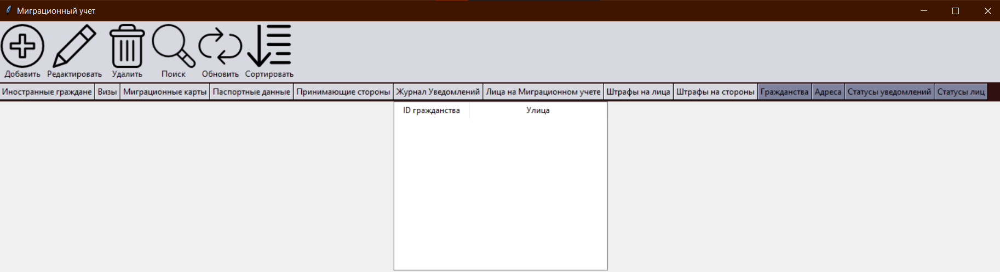 Миграционный учет
Добавить Редактировать Удалить Поиск Обновить Сортировать
Иностранные граждане Визы Миграционные карты Паспортные данные Принимающие стороны Журнал Уведомлений Лица на Миграционном учете Штрафы на лица Штрафы на стороны Гражданства Адреса Статусы уведомлений Статусы лиц
ID гражданства Улица